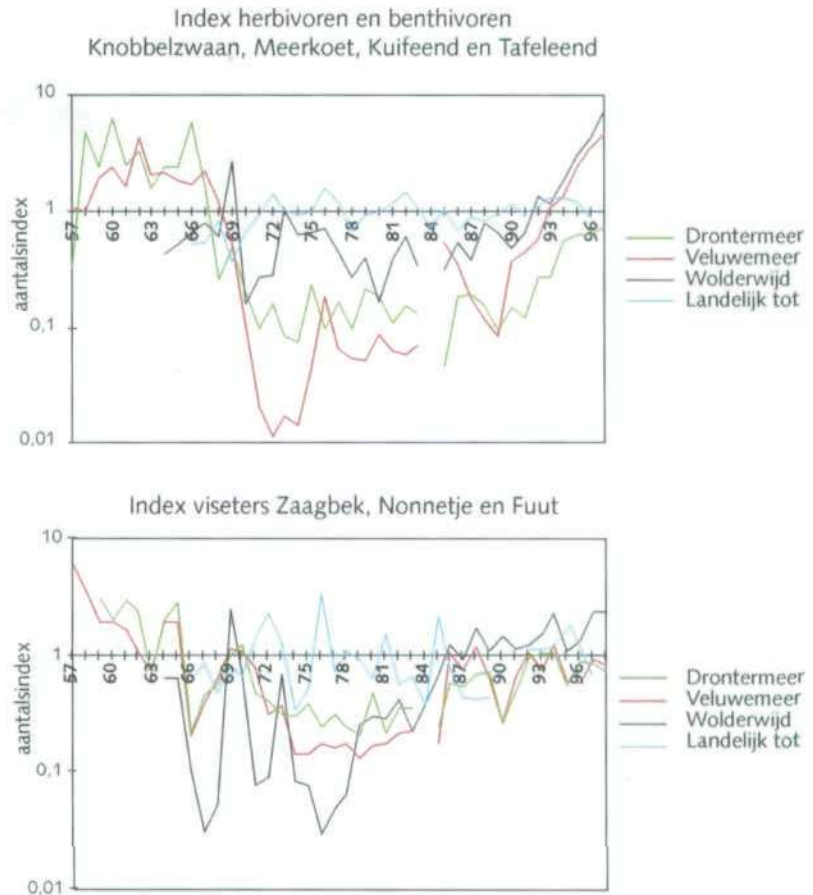 Index herbivoren en benthivoren
Knobbelzwaan, Meerkoet, Kuifeend en Tafeleend
10
1
0,1
0,01
aantalsindex
57 60 63 66 69 72 75 78 81 84 87 90 93 96
Drontermeer
Veluwemeer
Wolderwijd
Landelijk tot
Index viseters Zaagbek, Nonnetje en Fuut
10
1
0,1
0,01
aantalsindex
57 60 63 66 69 72 75 78 81 84 87 90 93 96
Drontermeer
Veluwemeer
Wolderwijd
Landelijk tot